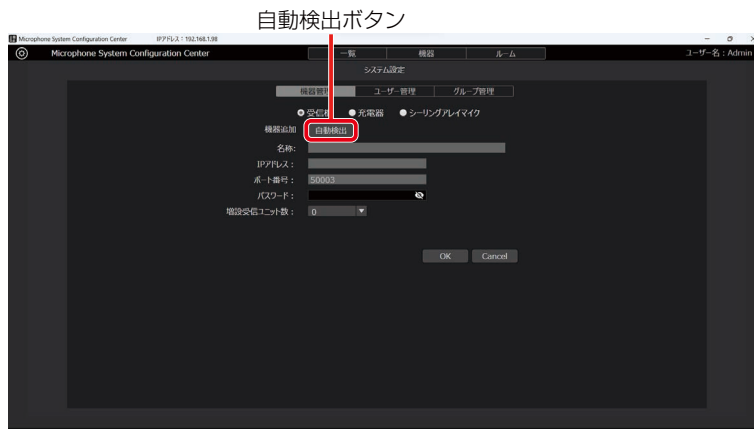 自動検出ボタン
Microphone System Configuration Center IPアドレス：192.168.1.98
Microphone System Configuration Center 一覧 機器 ルーム ユーザー名：Admin
システム設定
機器管理 ユーザー管理 グループ管理
受信機 充電器 シーリングアレイマイク
機器追加 自動検出
名称:
IPアドレス：
ポート番号： 50003
パスワード：
増設受信ユニット数： 0
OK Cancel